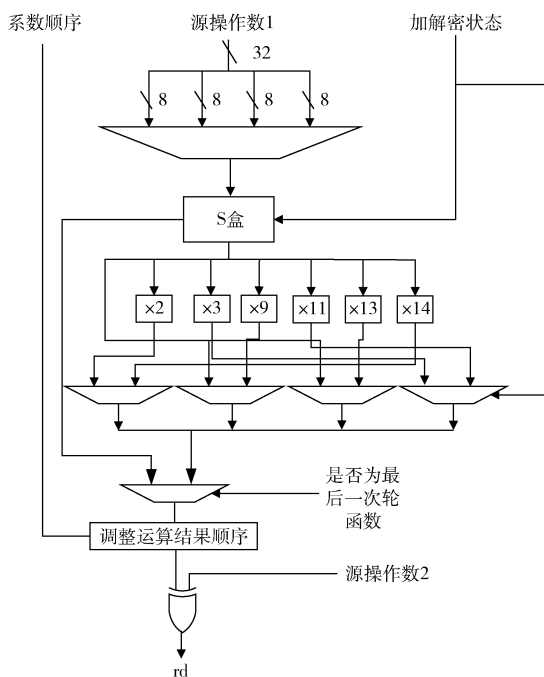 系数顺序
源操作数1
加解密状态
32
8
8
8
8
S盒
×2
×3
×9
×11
×13
×14
是否为最
后一次轮
函数
调整运算结果顺序
源操作数2
rd